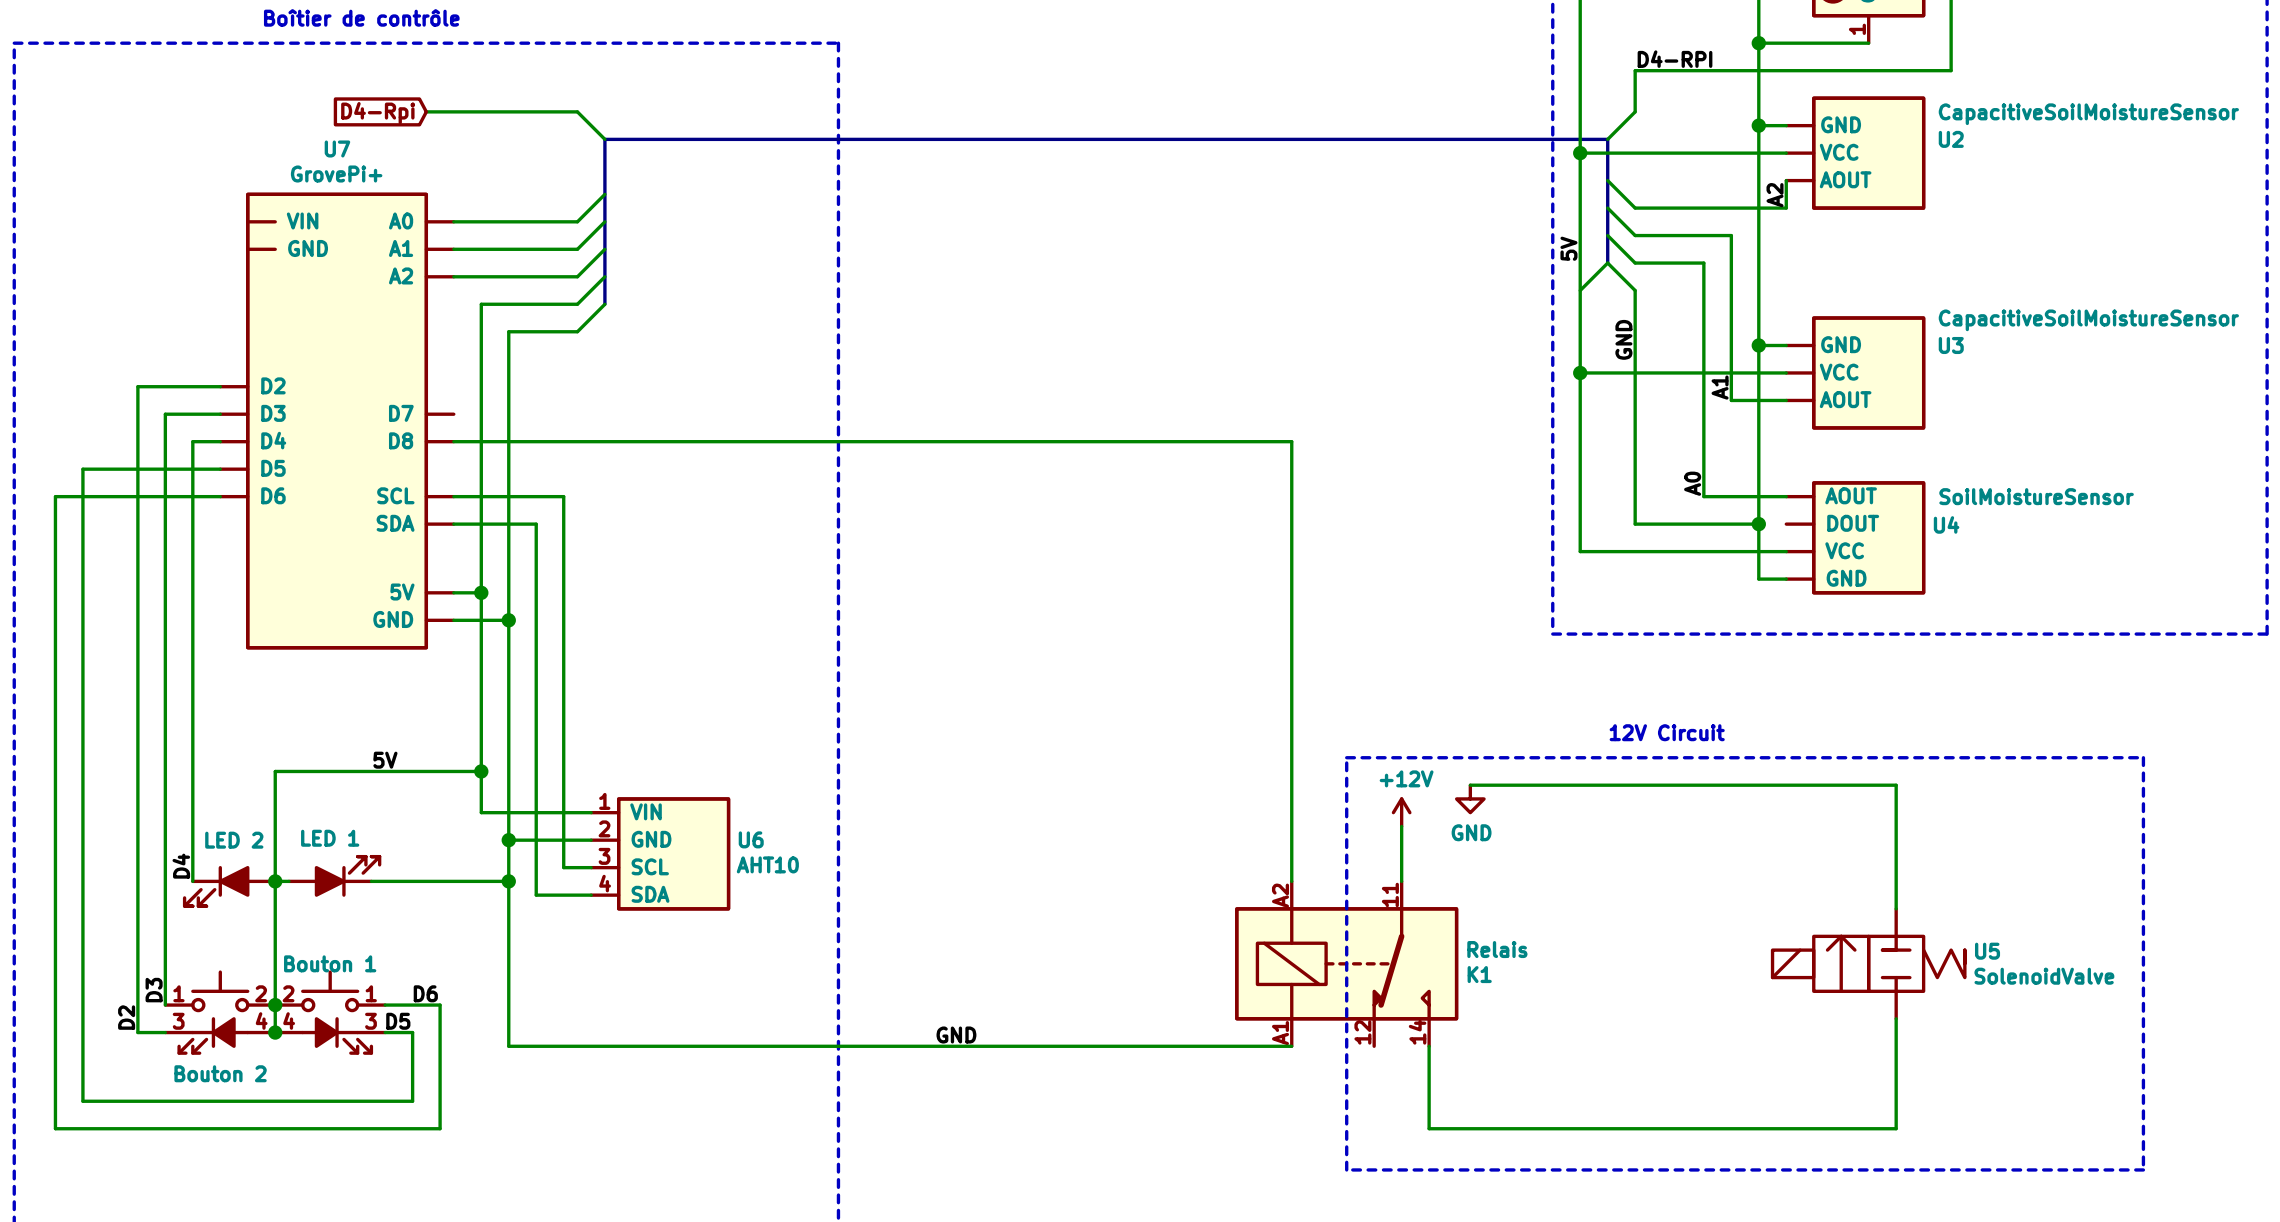 Boîtier de contrôle
1
D4-RPI
D4-Rpi
U7
GrovePi+
VIN
GND
A0
A1
A2
D2
D3
D4
D5
D6
D7
D8
SCL
SDA
5V
GND
CapacitiveSoilMoistureSensor
U2
GND
VCC
AOUT
A2
5V
GND
CapacitiveSoilMoistureSensor
U3
GND
VCC
AOUT
A1
A0
SoilMoistureSensor
U4
AOUT
DOUT
VCC
GND
5V
1
2
3
4
VIN
GND
SCL
SDA
U6
AHT10
LED 2
LED 1
D4
Bouton 1
D3
D2
1
2
2
1
D6
3
4
4
3
D5
Bouton 2
GND
12V Circuit
+12V
GND
A2
11
Relais
K1
A1
12
14
U5
SolenoidValve